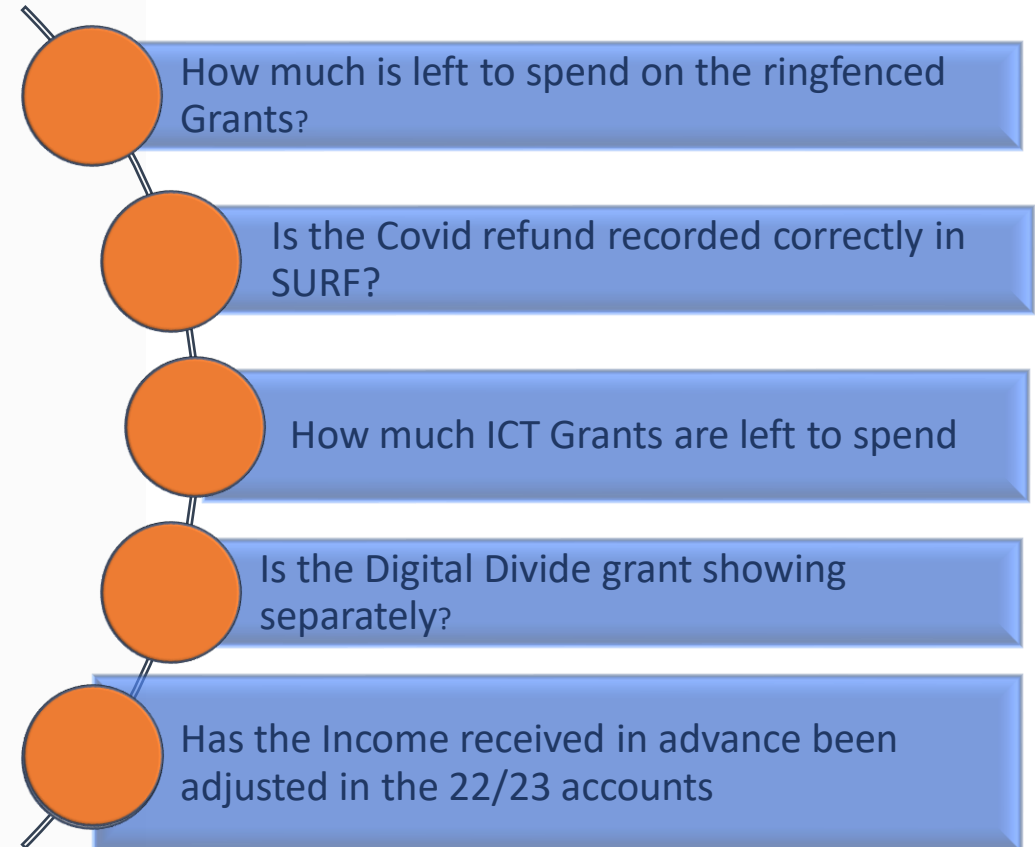 How much is left to spend on the ringfenced
Grants?
Is the Covid refund recorded correctly in
SURF?
How much ICT Grants are left to spend
Is the Digital Divide grant showing
separately?
Has the Income received in advance been
adjusted in the 22/23 accounts